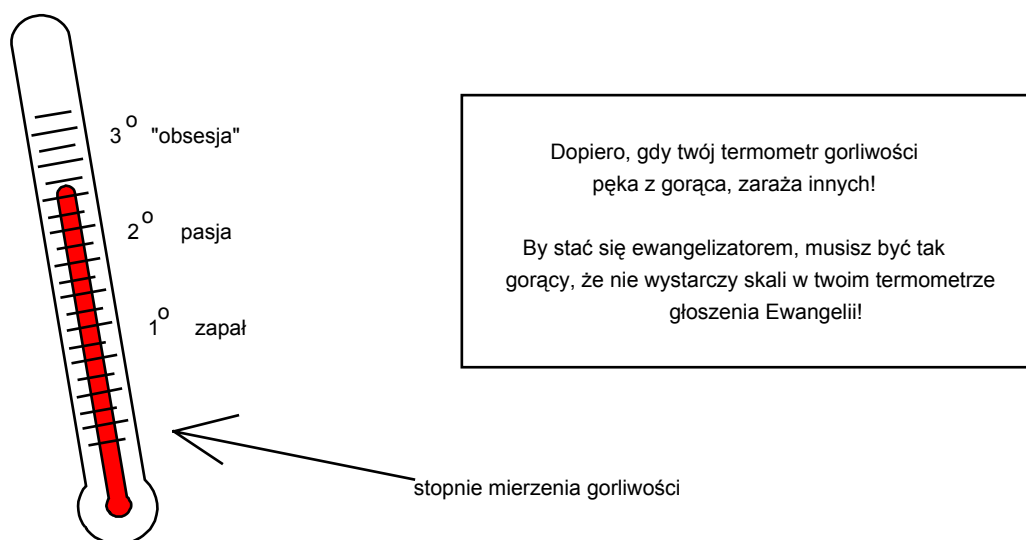 3° "obsesja"
2° pasja
1° zapał
stopnie mierzenia gorliwości
Dopiero, gdy twój termometr gorliwości
pęka z gorąca, zaraża innych!
By stać się ewangelizatorem, musisz być tak
gorący, że nie wystarczy skali w twoim termometrze
głoszenia Ewangelii!